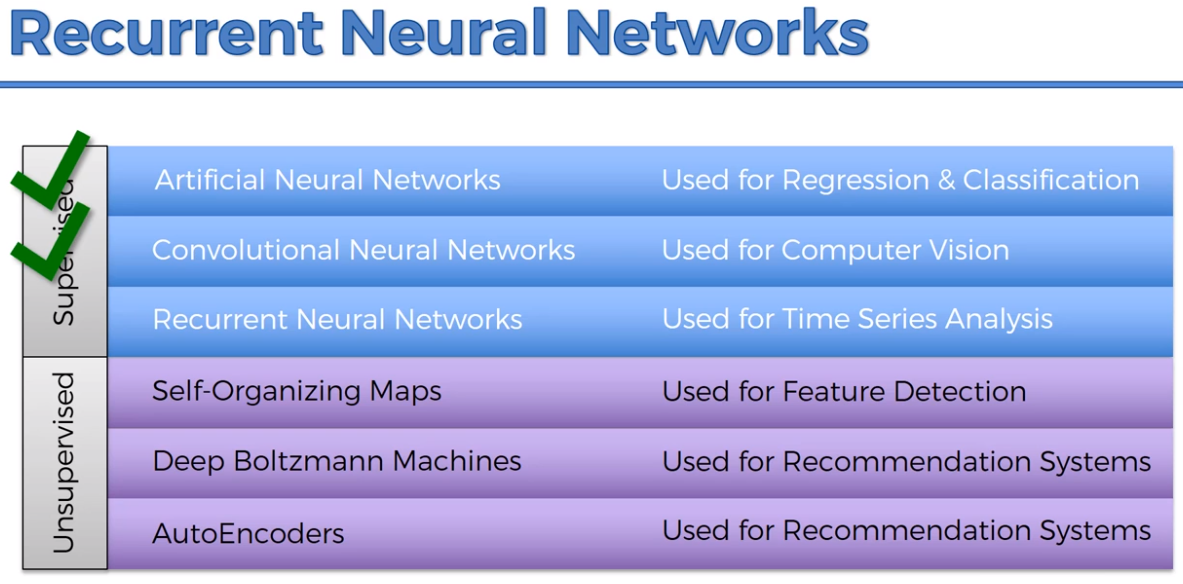 Recurrent Neural Networks
Supervised
Artificial Neural Networks Used for Regression & Classification
Convolutional Neural Networks Used for Computer Vision
Recurrent Neural Networks Used for Time Series Analysis
Unsupervised
Self-Organizing Maps Used for Feature Detection
Deep Boltzmann Machines Used for Recommendation Systems
AutoEncoders Used for Recommendation Systems